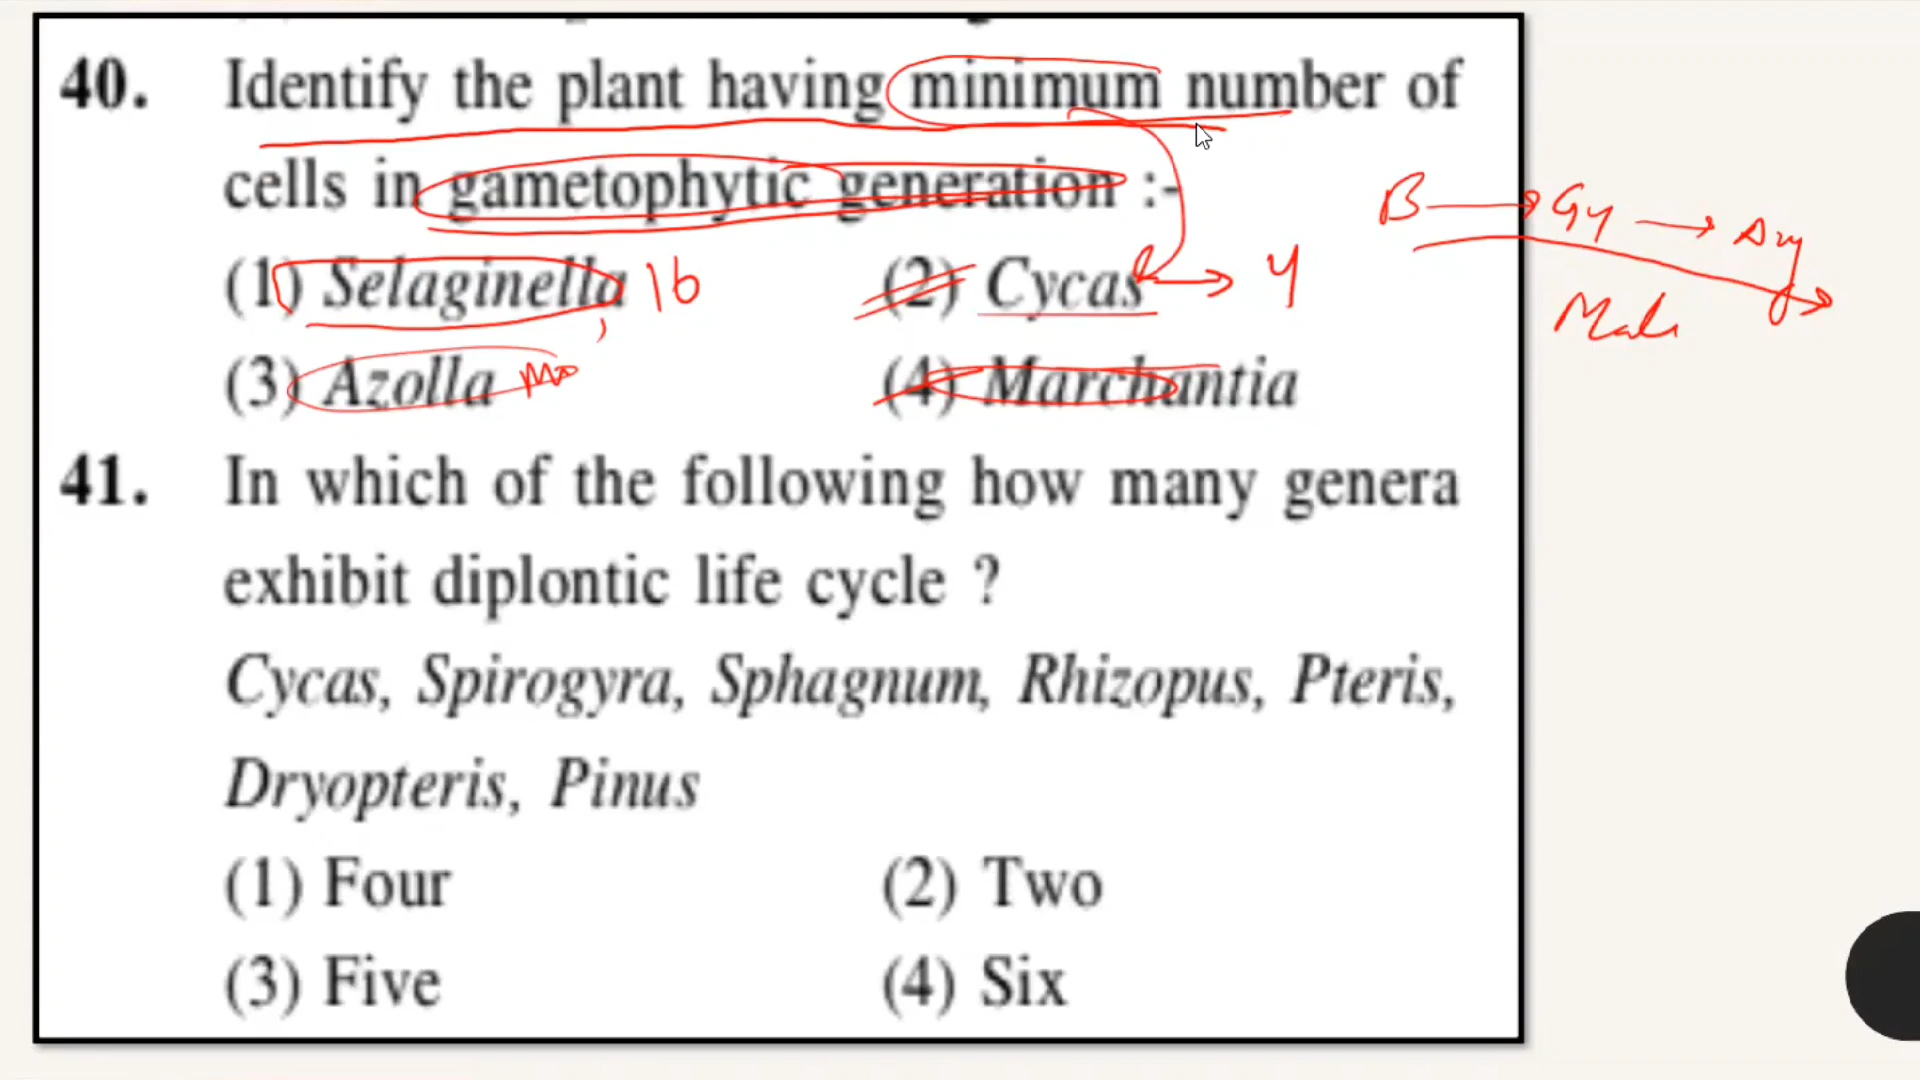 40. Identify the plant having minimum number of
cells in gametophytic generation :-
(1) Selaginella 16 (2) Cycas → 4
(3) Azolla (4) Marchantia
B → Gy →
Male
41. In which of the following how many genera
exhibit diplontic life cycle ?
Cycas, Spirogyra, Sphagnum, Rhizopus, Pteris,
Dryopteris, Pinus
(1) Four (2) Two
(3) Five (4) Six